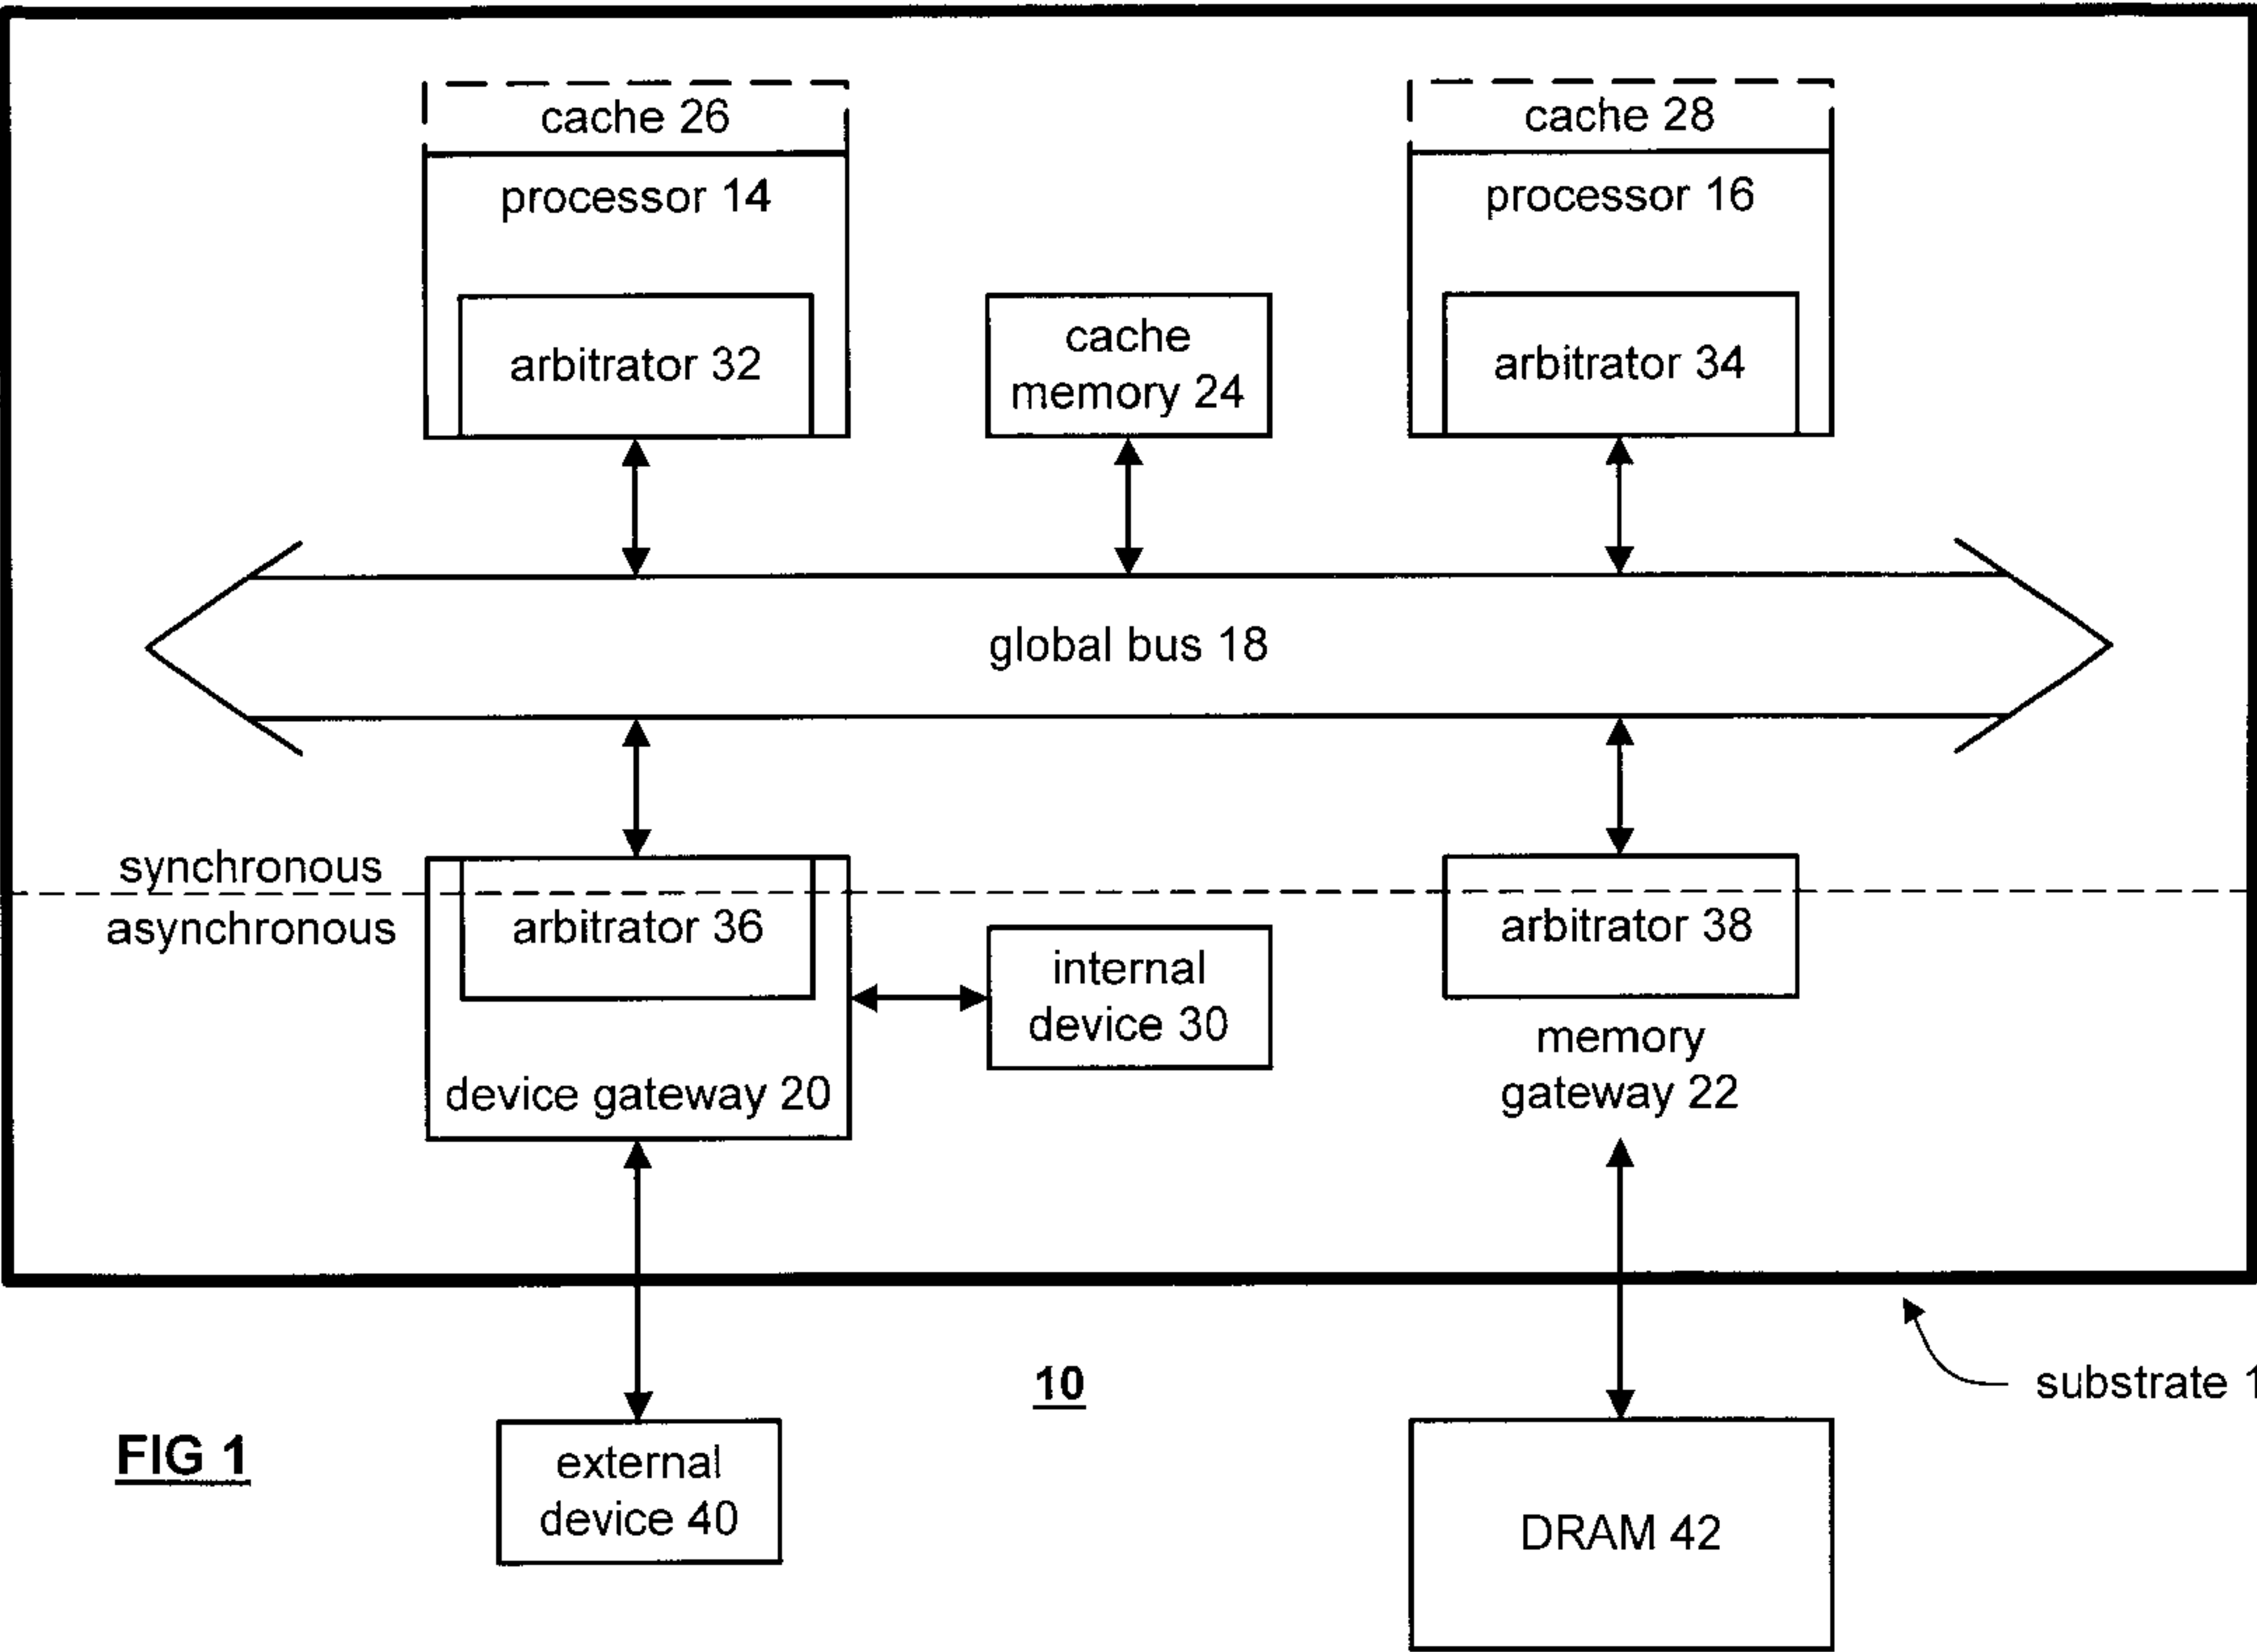 cache 26
cache 28
processor 14
processor 16
arbitrator 32
cache
memory 24
arbitrator 34
global bus 18
synchronous
asynchronous
arbitrator 36
arbitrator 38
internal
device 30
memory
gateway 22
device gateway 20
10
substrate
FIG 1
external
device 40
DRAM 42